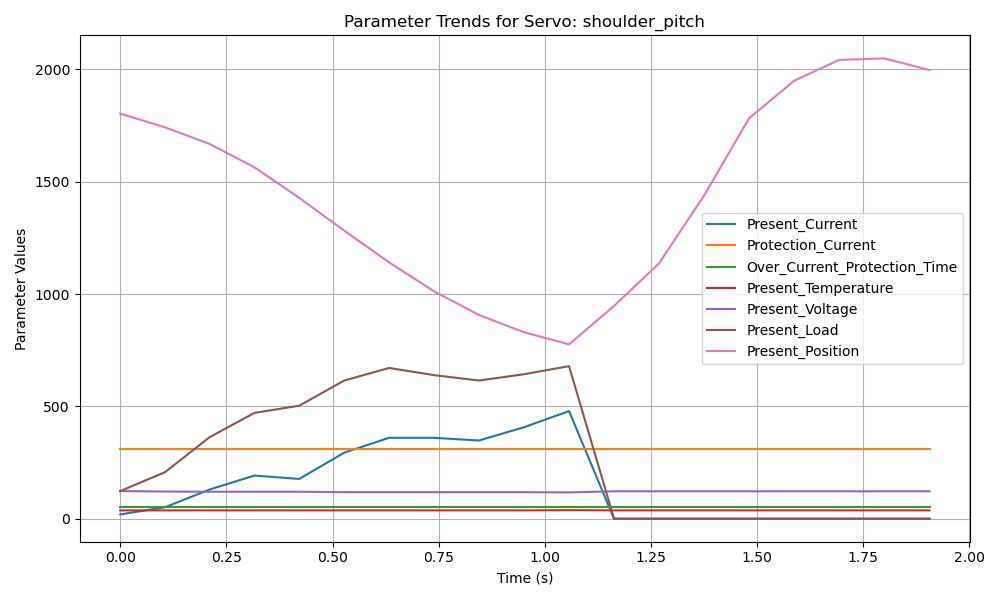 Parameter Trends for Servo: shoulder_pitch
Parameter Values
2000
1500
1000
500
0
Present_Current
Protection_Current
Over_Current_Protection_Time
Present_Temperature
Present_Voltage
Present_Load
Present_Position
0.00 0.25 0.50 0.75 1.00 1.25 1.50 1.75 2.00
Time (s)